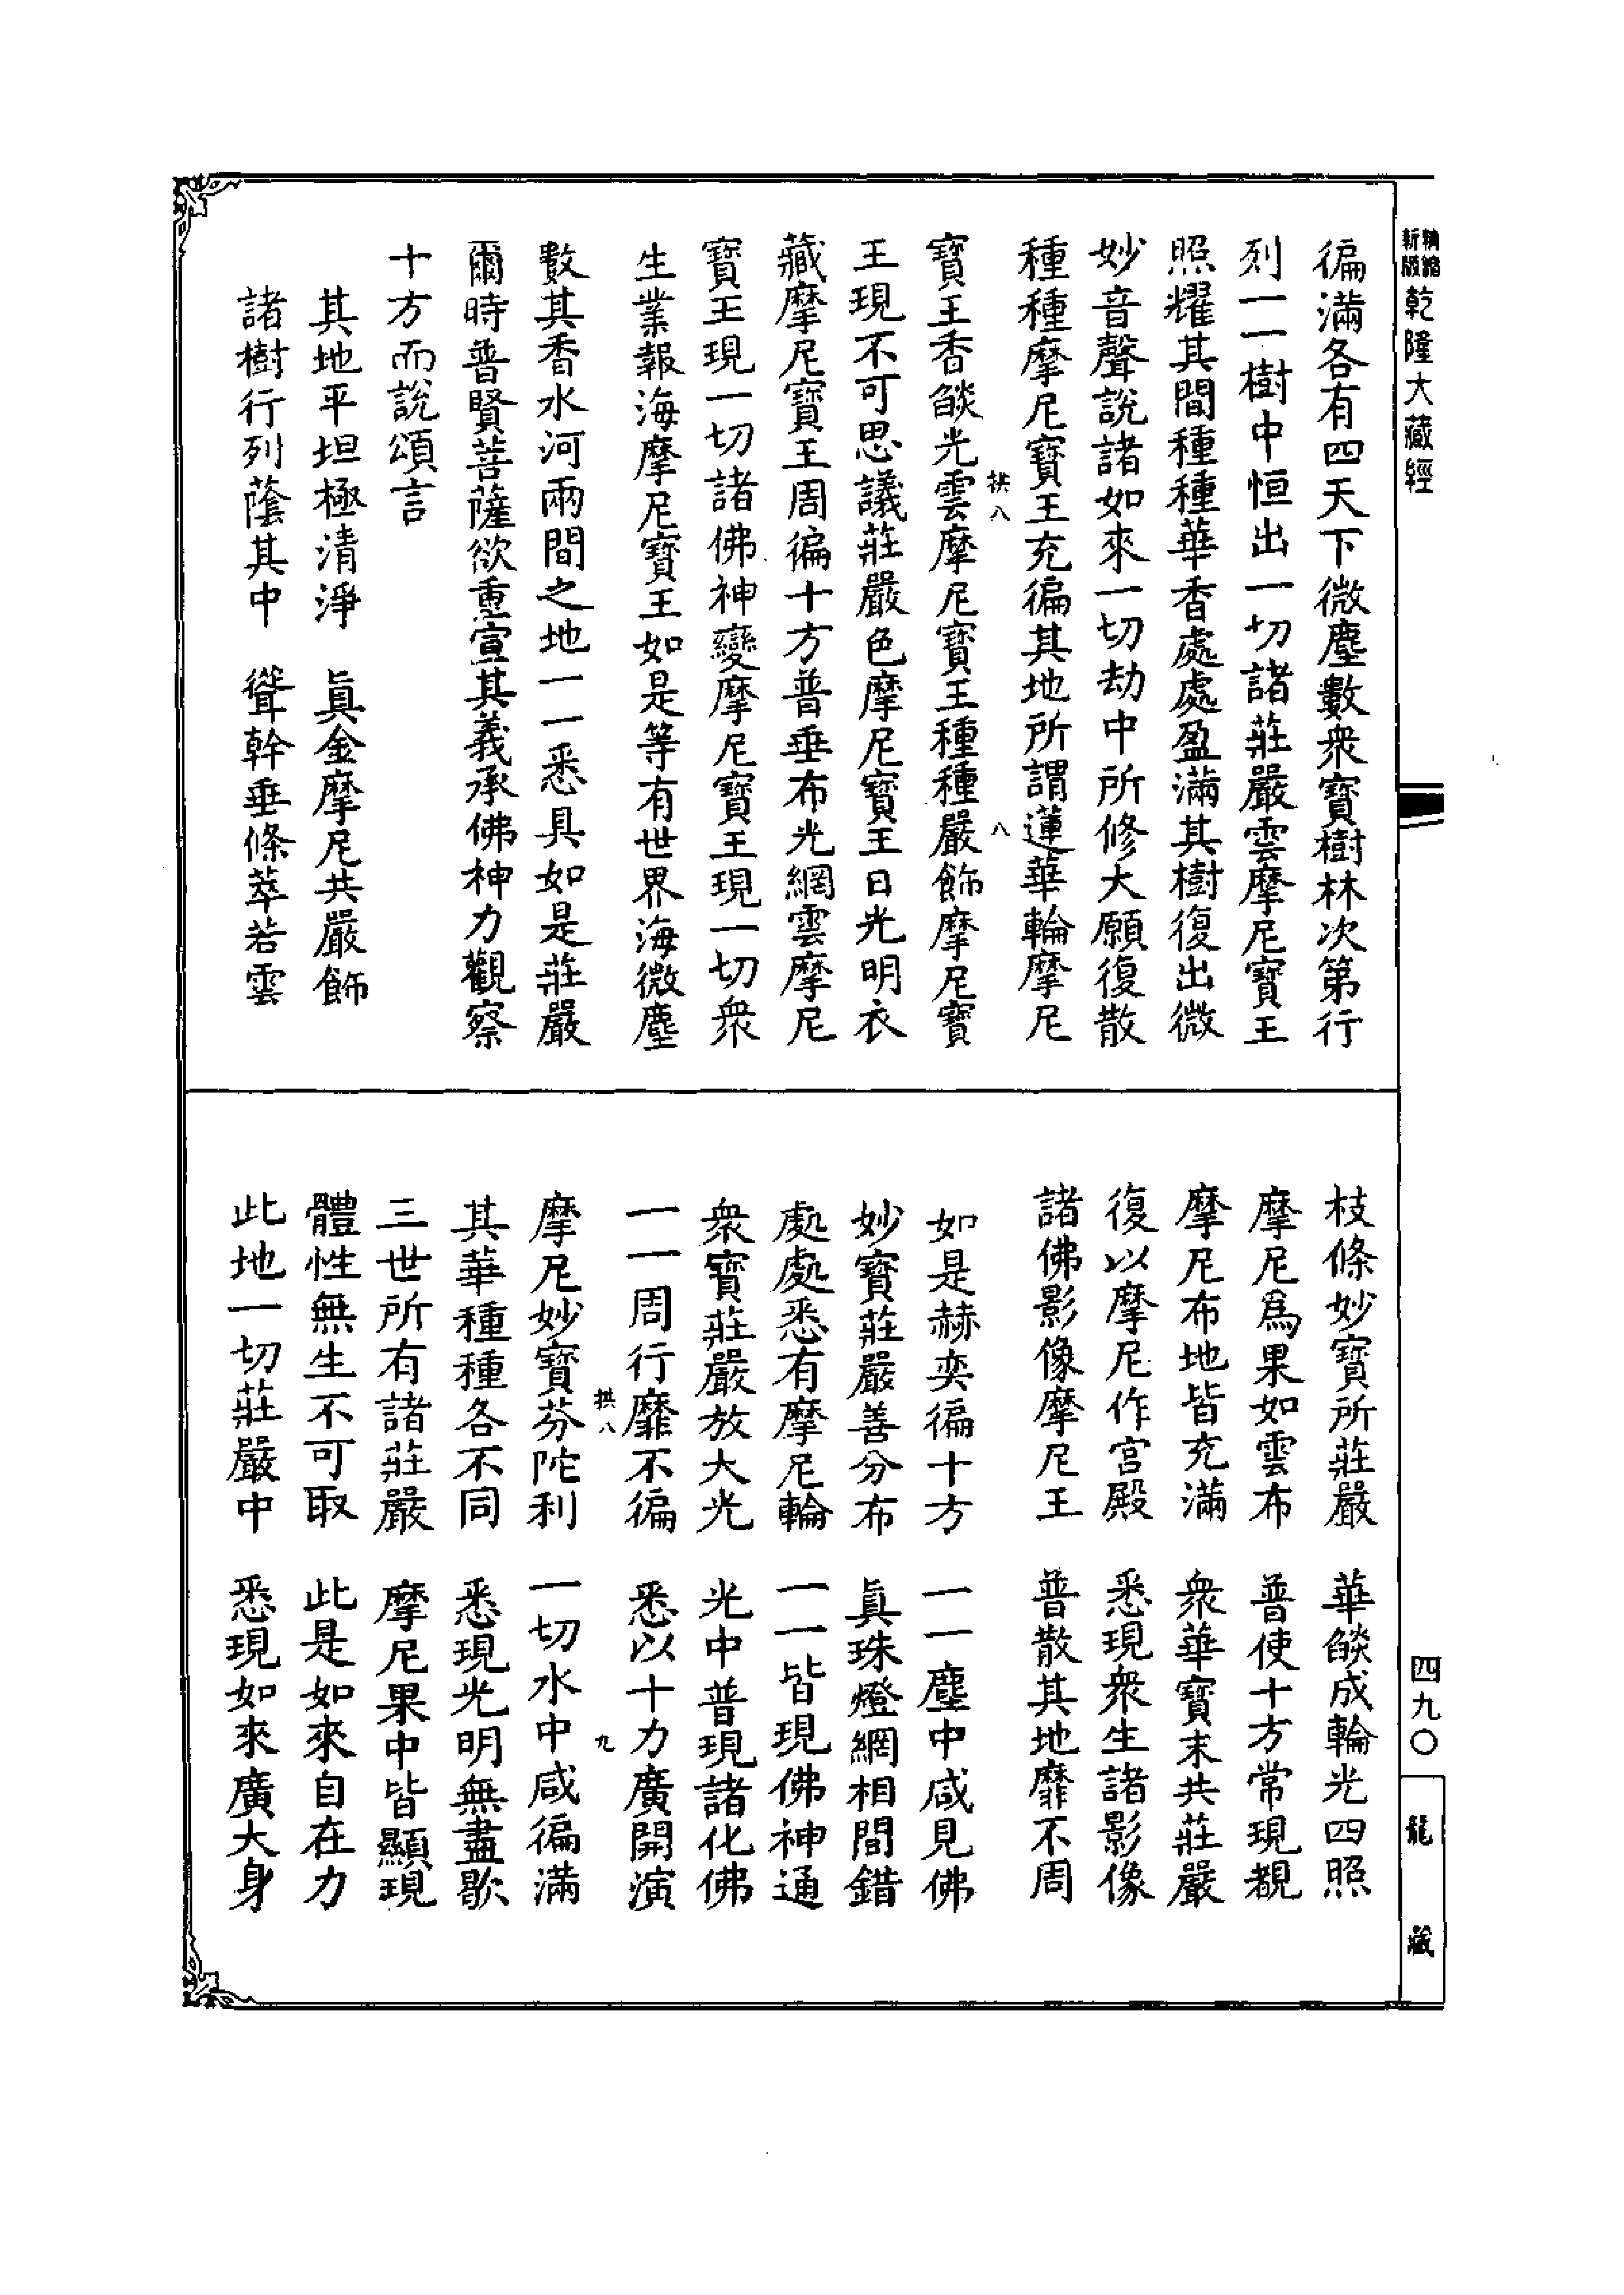 精縮新版乾隆大藏經
徧滿各有四天下微塵數衆寶樹林次第行
列一一樹中恒出一切諸莊嚴雲摩尼寶王
照耀其間種種華香處處盈滿其樹復出微
妙音聲說諸如來一切劫中所修大願復散
種種摩尼寶王充徧其地所謂蓮華輪摩尼
拱八 八
寶王香𦦨光雲摩尼寶王種種嚴飾摩尼寶
王現不可思議莊嚴色摩尼寶王日光明衣
藏摩尼寶王周徧十方普垂布光網雲摩尼
寶王現一切諸佛神變摩尼寶王現一切衆
生業報海摩尼寶王如是等有世界海微塵
數其香水河兩間之地一一悉具如是莊嚴
爾時普賢菩薩欲重宣其義承佛神力觀察
十方而說頌言
其地平坦極清淨 眞金摩尼共嚴飾
諸樹行列蔭其中 聳幹垂條萃若雲
枝條妙寶所莊嚴 華𦦨成輪光四照
摩尼爲果如雲布 普使十方常現覩
摩尼布地皆充滿 衆華寶末共莊嚴
復以摩尼作宮殿 悉現衆生諸影像
諸佛影像摩尼王 普散其地靡不周
如是赫奕徧十方 一一塵中咸見佛
妙寶莊嚴善分布 眞珠燈網相間錯
處處悉有摩尼輪 一一皆現佛神通
衆寶莊嚴放大光 光中普現諸化佛
一一周行靡不徧 悉以十力廣開演
拱八 九
摩尼妙寶芬陀利 一切水中咸徧滿
其華種種各不同 悉現光明無盡歇
三世所有諸莊嚴 摩尼果中皆顯現
體性無生不可取 此是如來自在力
此地一切莊嚴中 悉現如來廣大身
四九〇
龍藏